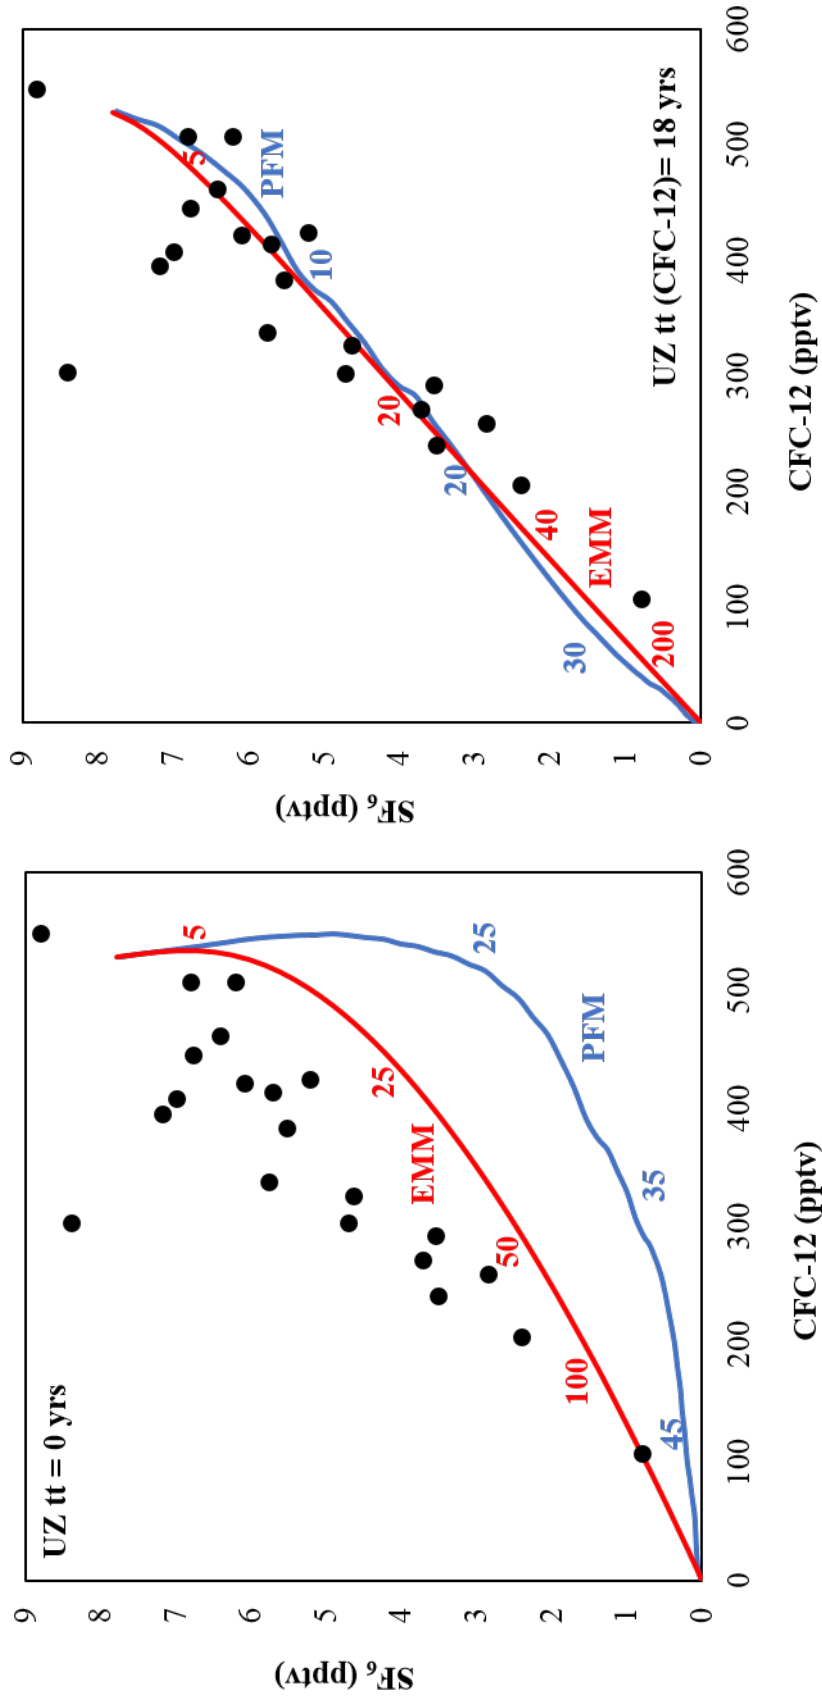 UZ tt = 0 yrs
SF₆ (pptv)
9
8
7
6
5
4
3
2
1
0
5
25
25
EMM
50
PFM
100
35
45
0 100 200 300 400 500 600
CFC-12 (pptv)
SF₆ (pptv)
9
8
7
6
5
4
3
2
1
0
5
PFM
10
20
20
40
EMM
30
200
UZ tt (CFC-12)= 18 yrs
0 100 200 300 400 500 600
CFC-12 (pptv)